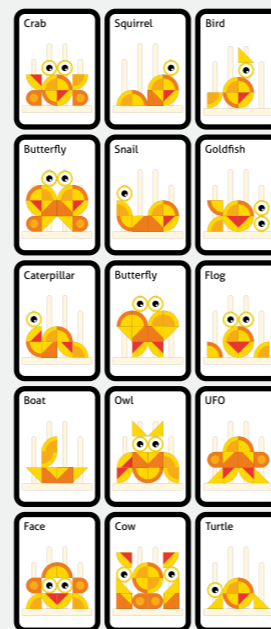 Crab
Squirrel
Bird
Butterfly
Snail
Goldfish
Caterpillar
Butterfly
Flog
Boat
Owl
UFO
Face
Cow
Turtle